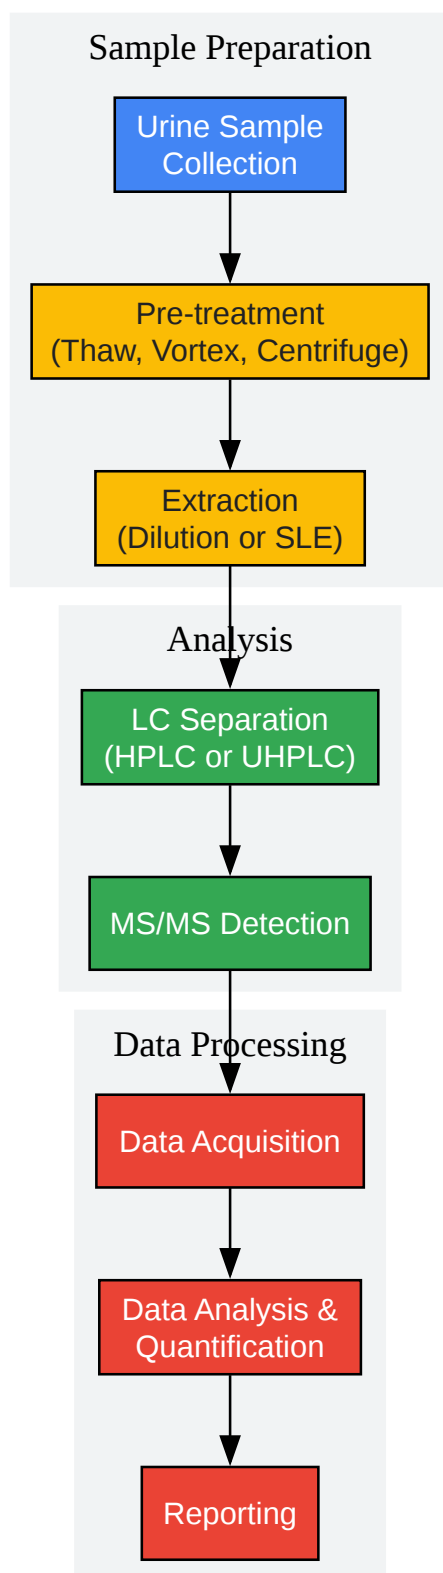 Sample Preparation
Urine Sample
Collection
Pre-treatment
(Thaw, Vortex, Centrifuge)
Extraction
(Dilution or SLE)
Analysis
LC Separation
(HPLC or UHPLC)
MS/MS Detection
Data Processing
Data Acquisition
Data Analysis &
Quantification
Reporting